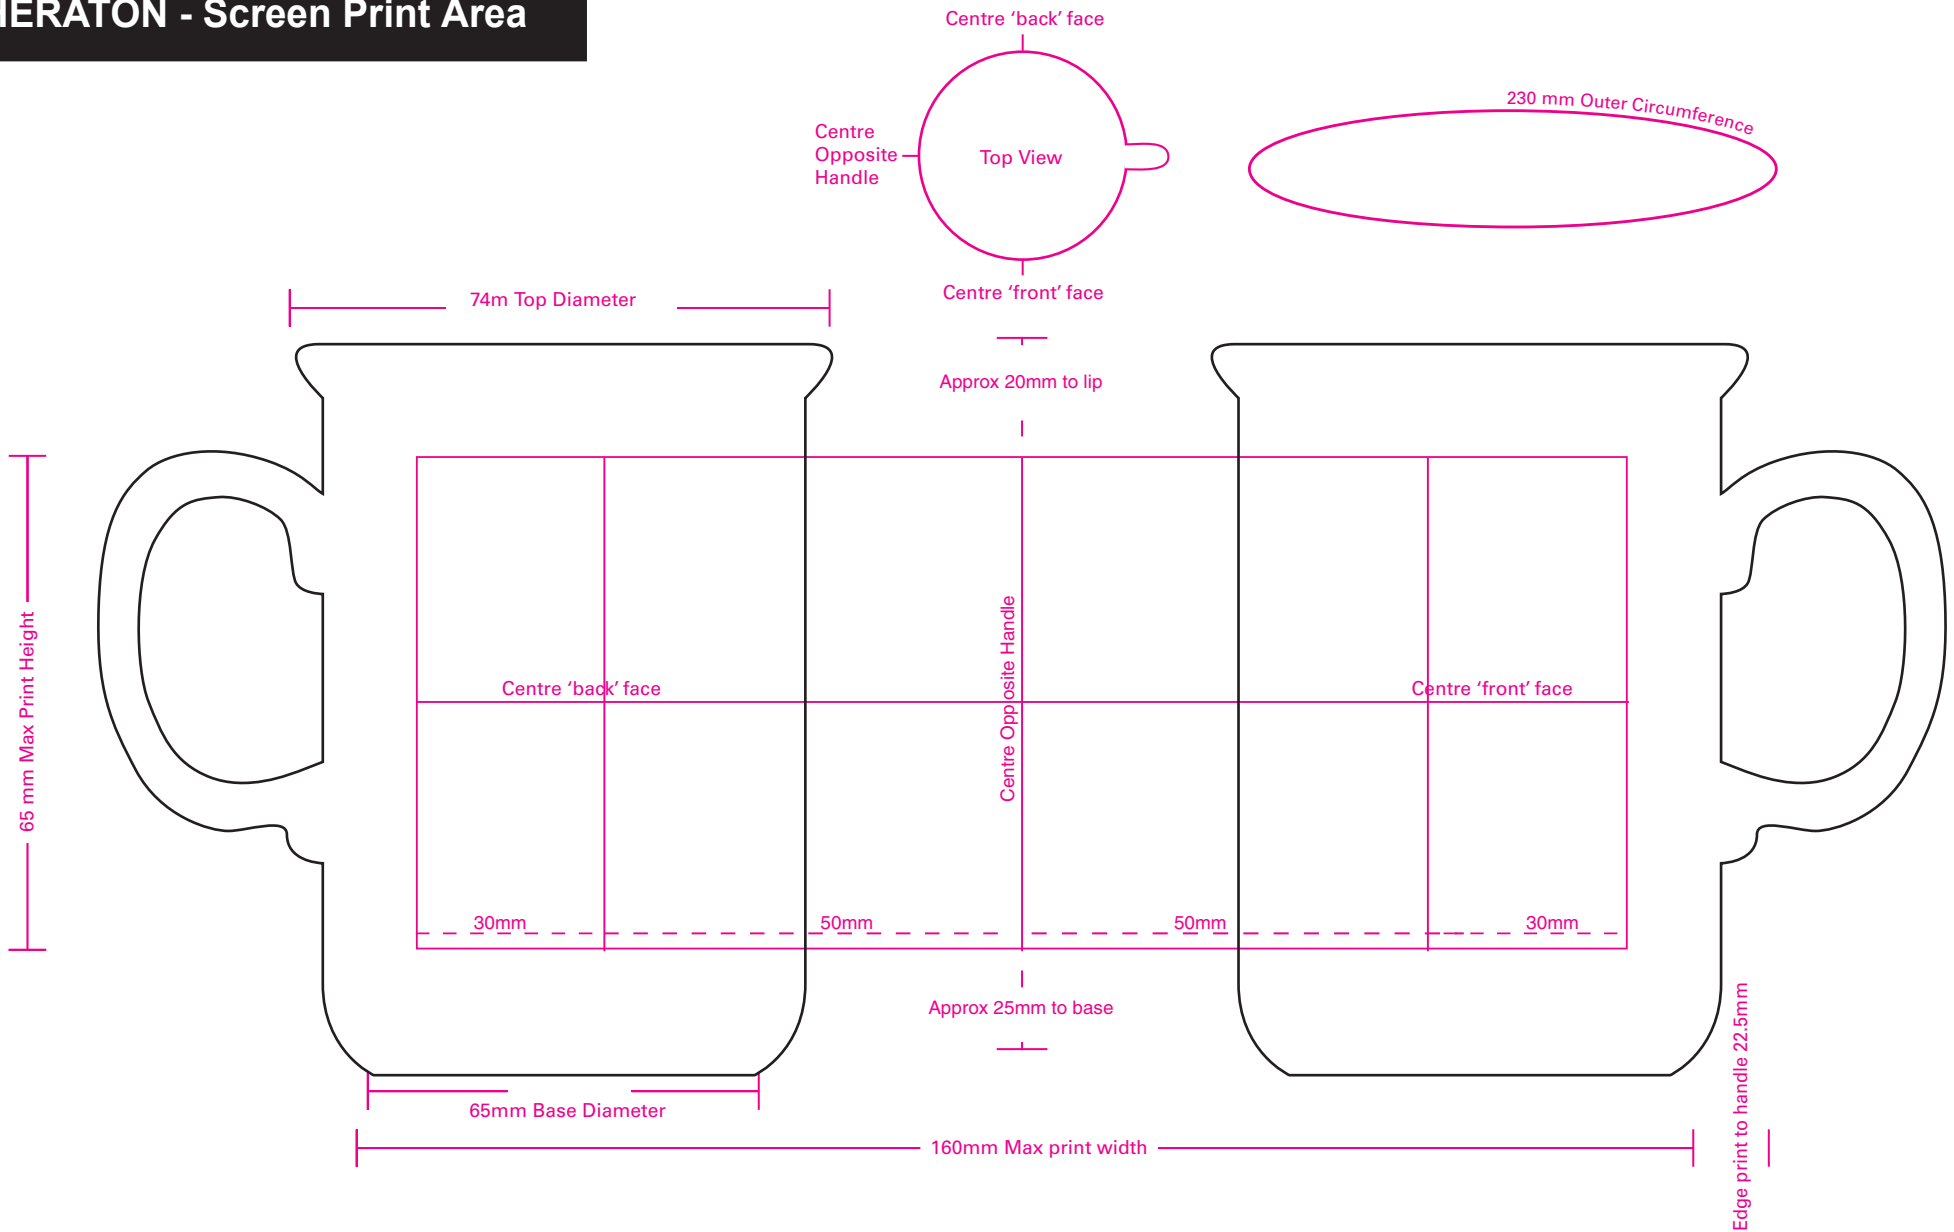 HERATON - Screen Print Area
Centre ‘back’ face
Centre
Opposite
Handle
Top View
230 mm Outer Circumference
Centre ‘front’ face
74m Top Diameter
Approx 20mm to lip
65 mm Max Print Height
Centre ‘back’ face
Centre Opposite Handle
Centre ‘front’ face
30mm
50mm
50mm
30mm
Approx 25mm to base
65mm Base Diameter
160mm Max print width
Edge print to handle 22.5mm